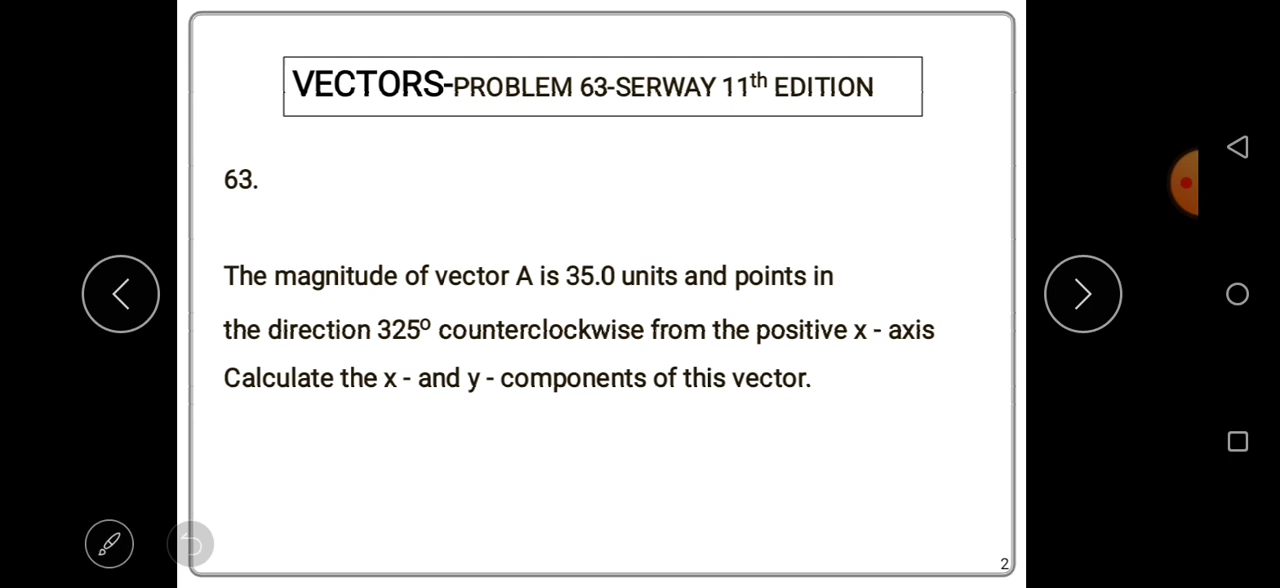 VECTORS-PROBLEM 63-SERWAY 11th EDITION
63.
The magnitude of vector A is 35.0 units and points in
the direction 325º counterclockwise from the positive x - axis
Calculate the x - and y - components of this vector.
2